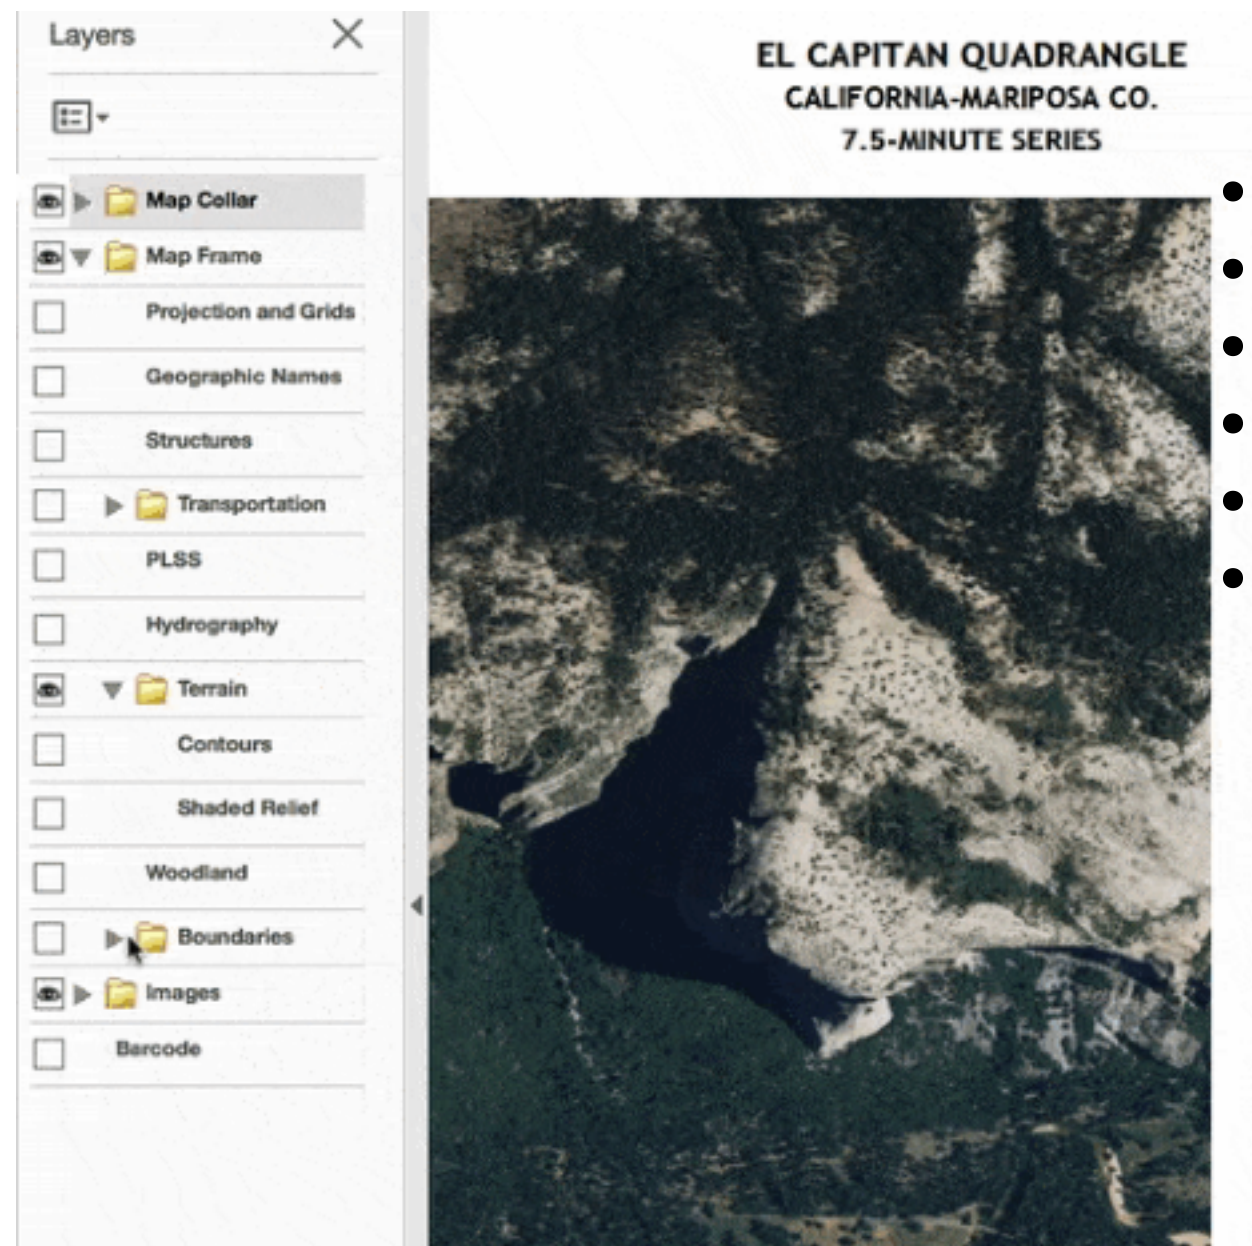 Layers
EL CAPITAN QUADRANGLE
CALIFORNIA-MARIPOSA CO.
7.5-MINUTE SERIES
Map Collar
Map Frame
Projection and Grids
Geographic Names
Structures
Transportation
PLSS
Hydrography
Terrain
Contours
Shaded Relief
Woodland
Boundaries
Images
Barcode